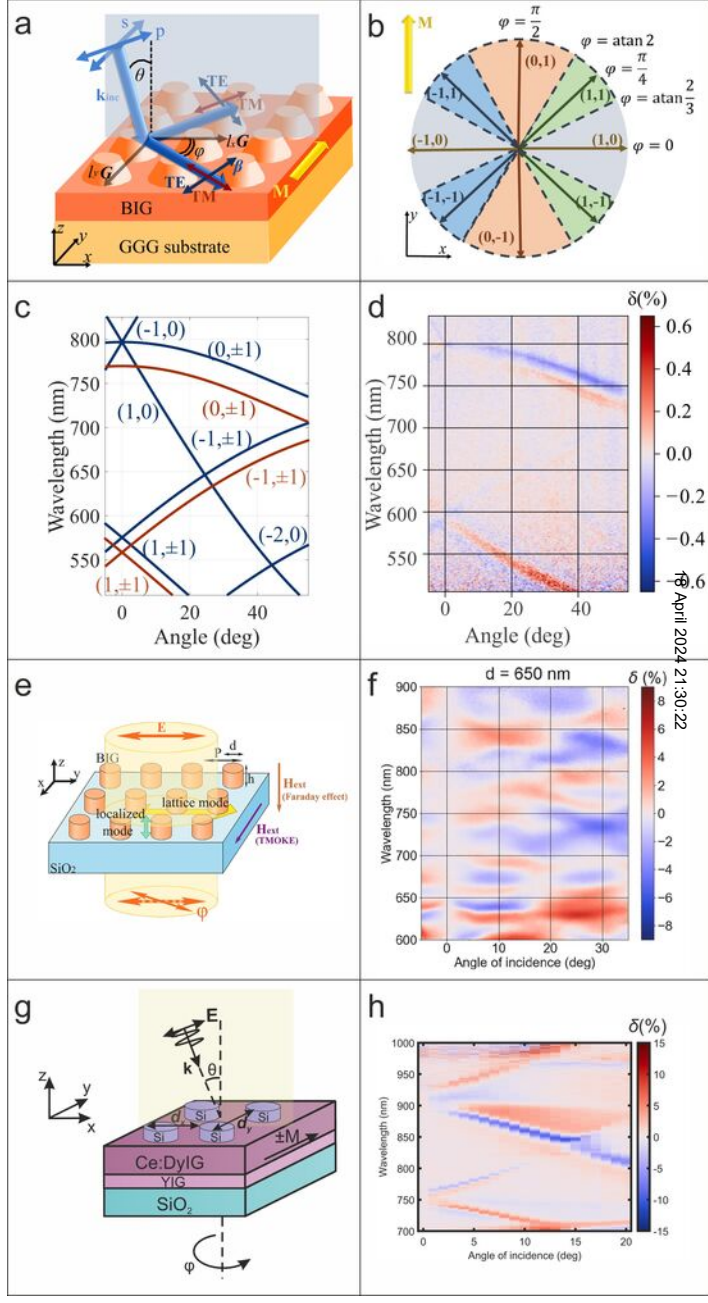 a
s
p
θ
k_inc
TE
TM
l_xG
φ
l_yG
β
TE
TM
M
BIG
GGG substrate
z
y
x
b
M
φ = π/2
φ = atan 2
φ = π/4
φ = atan 2/3
φ = 0
(0,1)
(-1,1)
(1,1)
(-1,0)
(1,0)
(-1,-1)
(1,-1)
(0,-1)
y
x
c
Wavelength (nm)
800
750
700
650
600
550
(-1,0)
(0,±1)
(1,0)
(0,±1)
(-1,±1)
(-1,±1)
(-2,0)
(1,±1)
(1,±1)
0 20 40
Angle (deg)
d
δ(%)
Wavelength (nm)
800
750
700
650
600
550
0 20 40
Angle (deg)
0.6
0.4
0.2
0.0
−0.2
−0.4
−0.6
16 April 2024 21:30:22
e
E
BIG
P
d
h
z
x
y
lattice mode
localized
mode
Hext
(Faraday effect)
Hext
(TMOKE)
SiO2
φ
f
d = 650 nm
δ (%)
Wavelength (nm)
900
850
800
750
700
650
600
0 10 20 30
Angle of incidence (deg)
8
6
4
2
0
−2
−4
−6
−8
g
E
k
θ
z
y
x
Si
Si
Si
Si
d_x
d_y
±M
Ce:DyIG
YIG
SiO2
φ
h
δ(%)
Wavelength (nm)
1000
950
900
850
800
750
700
0 5 10 15 20
Angle of incidence (deg)
15
10
5
0
-5
-10
-15